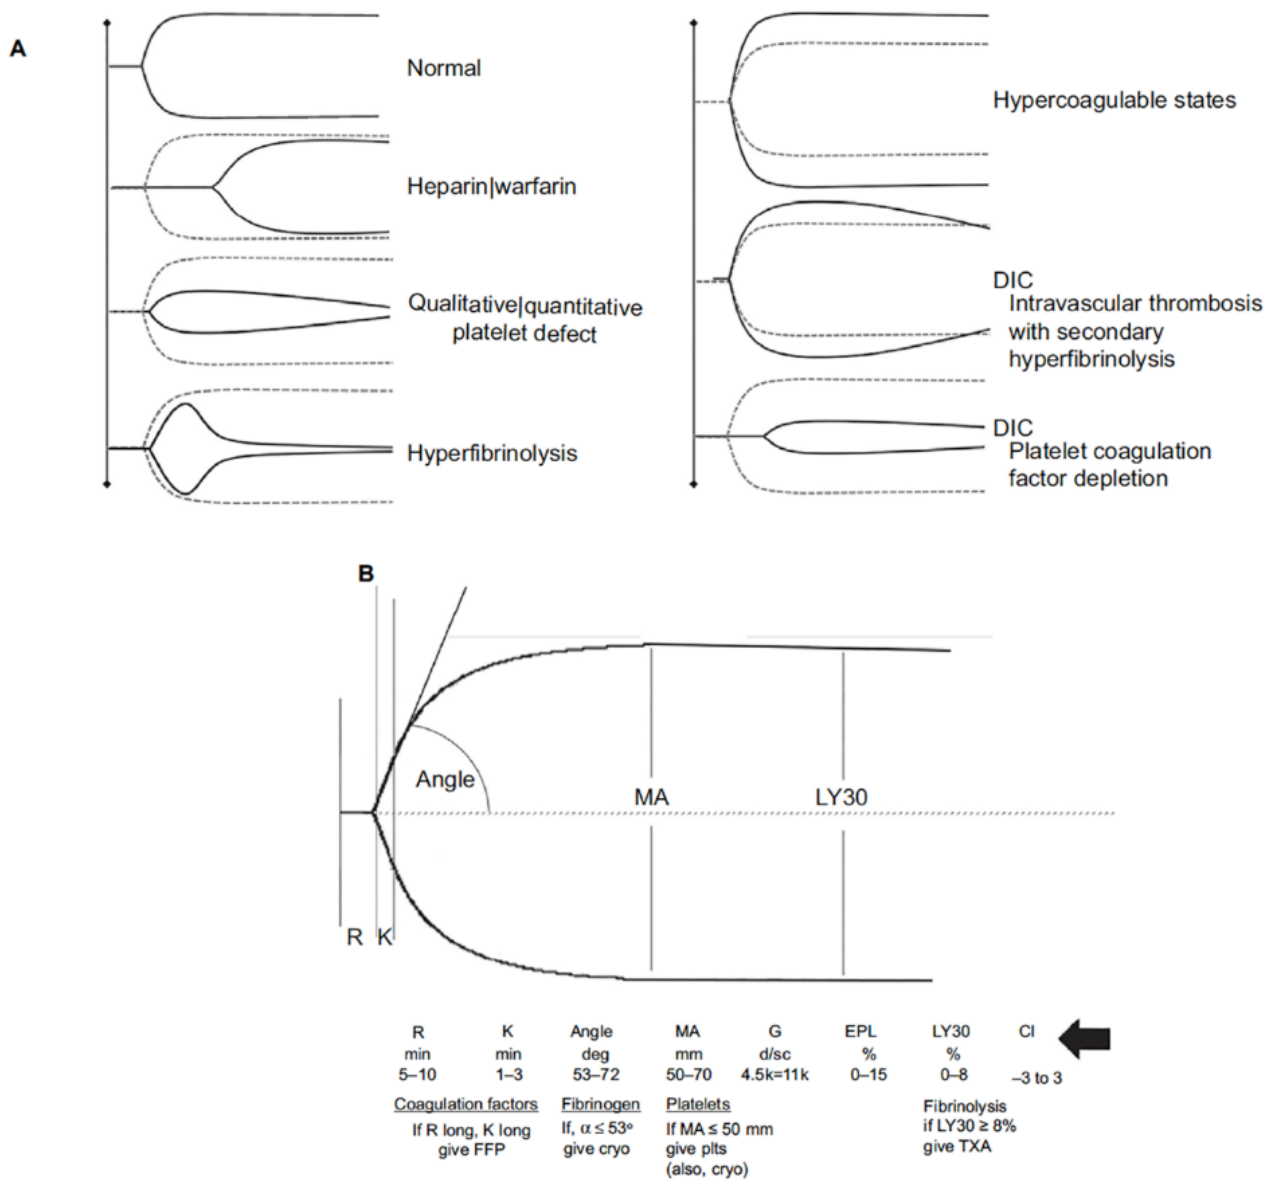 A
Normal
Heparin|warfarin
Qualitative|quantitative
platelet defect
Hyperfibrinolysis
Hypercoagulable states
DIC
Intravascular thrombosis
with secondary
hyperfibrinolysis
DIC
Platelet coagulation
factor depletion
B
Angle
MA
LY30
R
K
R K Angle MA G EPL LY30 CI
min min deg mm d/sc % %
5–10 1–3 53–72 50–70 4.5k=11k 0–15 0–8 –3 to 3
Coagulation factors
If R long, K long
give FFP
Fibrinogen
If, α ≤ 53º
give cryo
Platelets
If MA ≤ 50 mm
give plts
(also, cryo)
Fibrinolysis
if LY30 ≥ 8%
give TXA